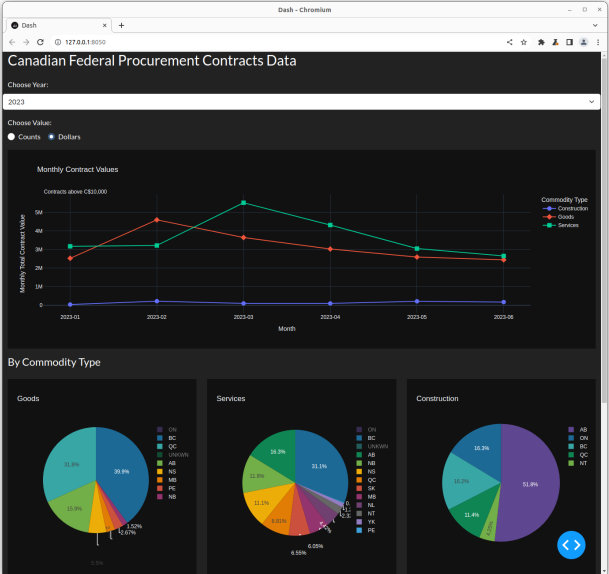 Dash - Chromium
Dash
127.0.0.1:8050
Canadian Federal Procurement Contracts Data
Choose Year:
2023
Choose Value:
Counts Dollars
Monthly Contract Values
Contracts above C$10,000
Commodity Type
Construction
Goods
Services
Monthly Total Contract Value
5M
4M
3M
2M
1M
0
2023-01 2023-02 2023-03 2023-04 2023-05 2023-06
Month
By Commodity Type
Goods
39.9%
31.8%
15.9%
1.52%
2.67%
ON
BC
QC
UNKWN
AB
NS
MB
PE
NB
Services
31.1%
16.3%
11.8%
11.1%
6.55%
6.05%
ON
BC
UNKWN
AB
NB
NS
QC
SK
MB
NL
NT
YK
PE
Construction
51.8%
16.3%
16.3%
11.4%
AB
ON
BC
QC
NT